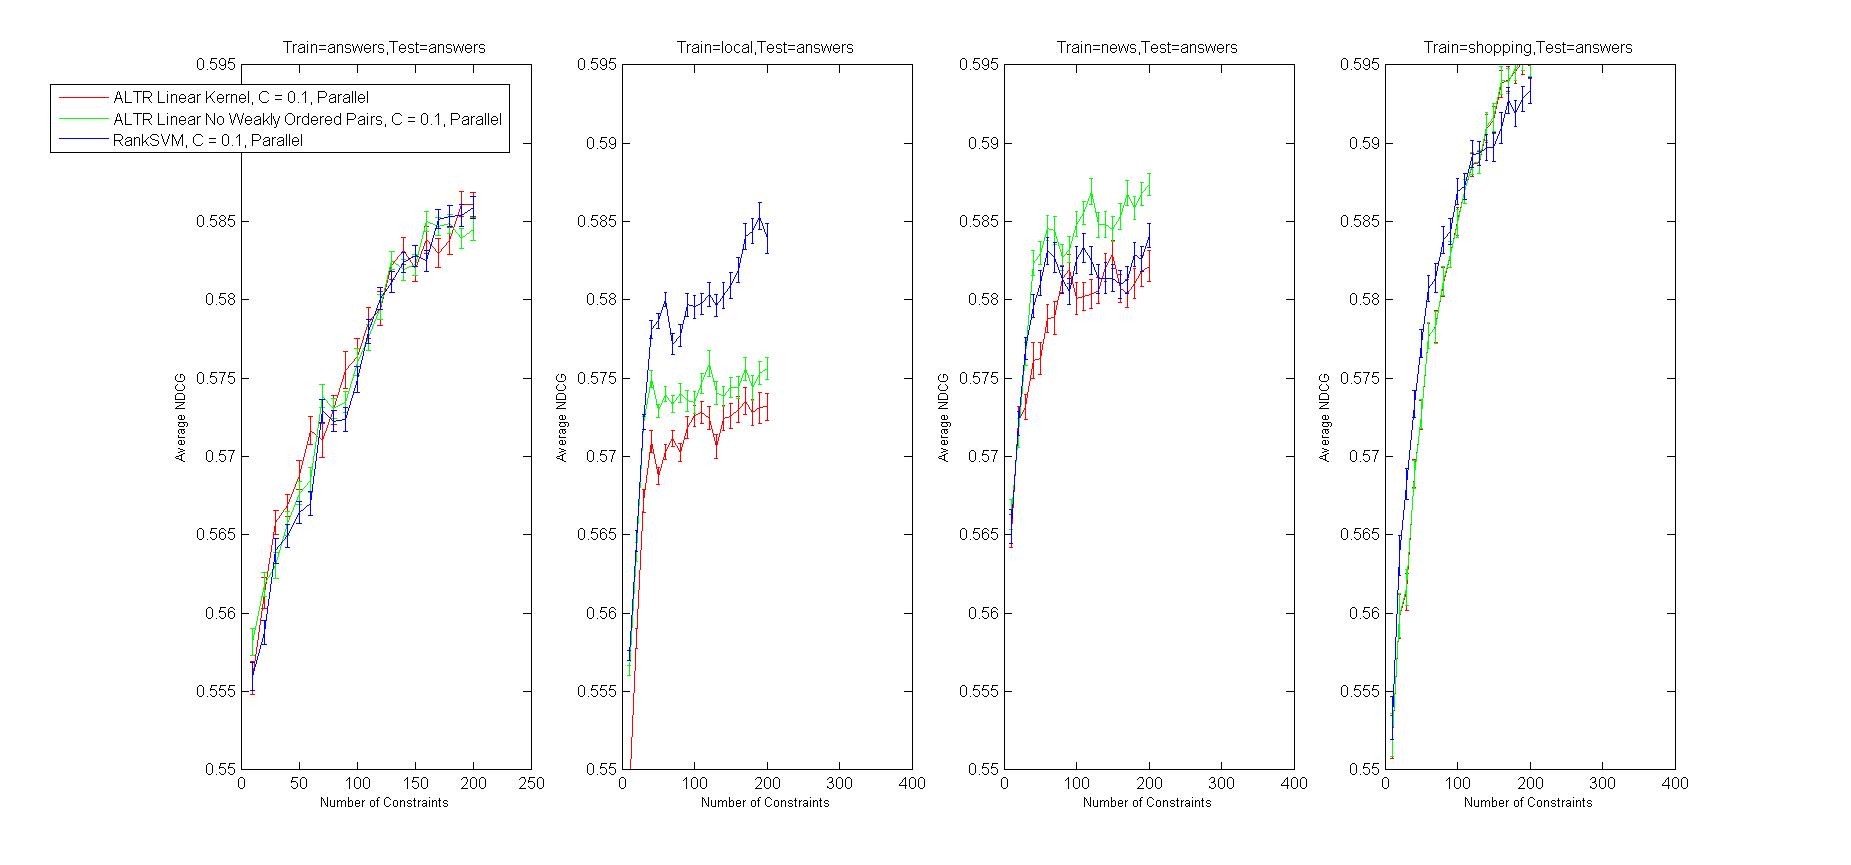 Train=answers,Test=answers
0.595
0.59
0.585
0.58
0.575
0.57
0.565
0.56
0.555
0.55
Average NDCG
0 50 100 150 200 250
Number of Constraints
ALTR Linear Kernel, C = 0.1, Parallel
ALTR Linear No Weakly Ordered Pairs, C = 0.1, Parallel
RankSVM, C = 0.1, Parallel
Train=local,Test=answers
0.595
0.59
0.585
0.58
0.575
0.57
0.565
0.56
0.555
0.55
Average NDCG
0 100 200 300 400
Number of Constraints
Train=news,Test=answers
0.595
0.59
0.585
0.58
0.575
0.57
0.565
0.56
0.555
0.55
Average NDCG
0 100 200 300 400
Number of Constraints
Train=shopping,Test=answers
0.595
0.59
0.585
0.58
0.575
0.57
0.565
0.56
0.555
0.55
Average NDCG
0 100 200 300 400
Number of Constraints